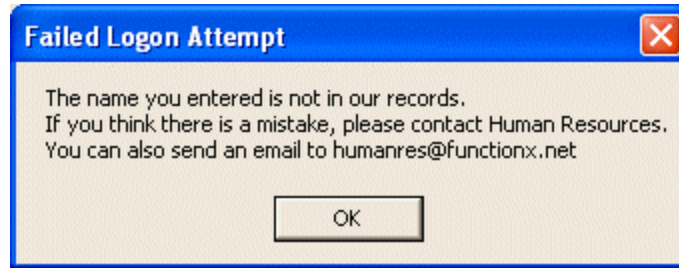 Failed Logon Attempt
The name you entered is not in our records.
If you think there is a mistake, please contact Human Resources.
You can also send an email to humanres@functionx.net
OK